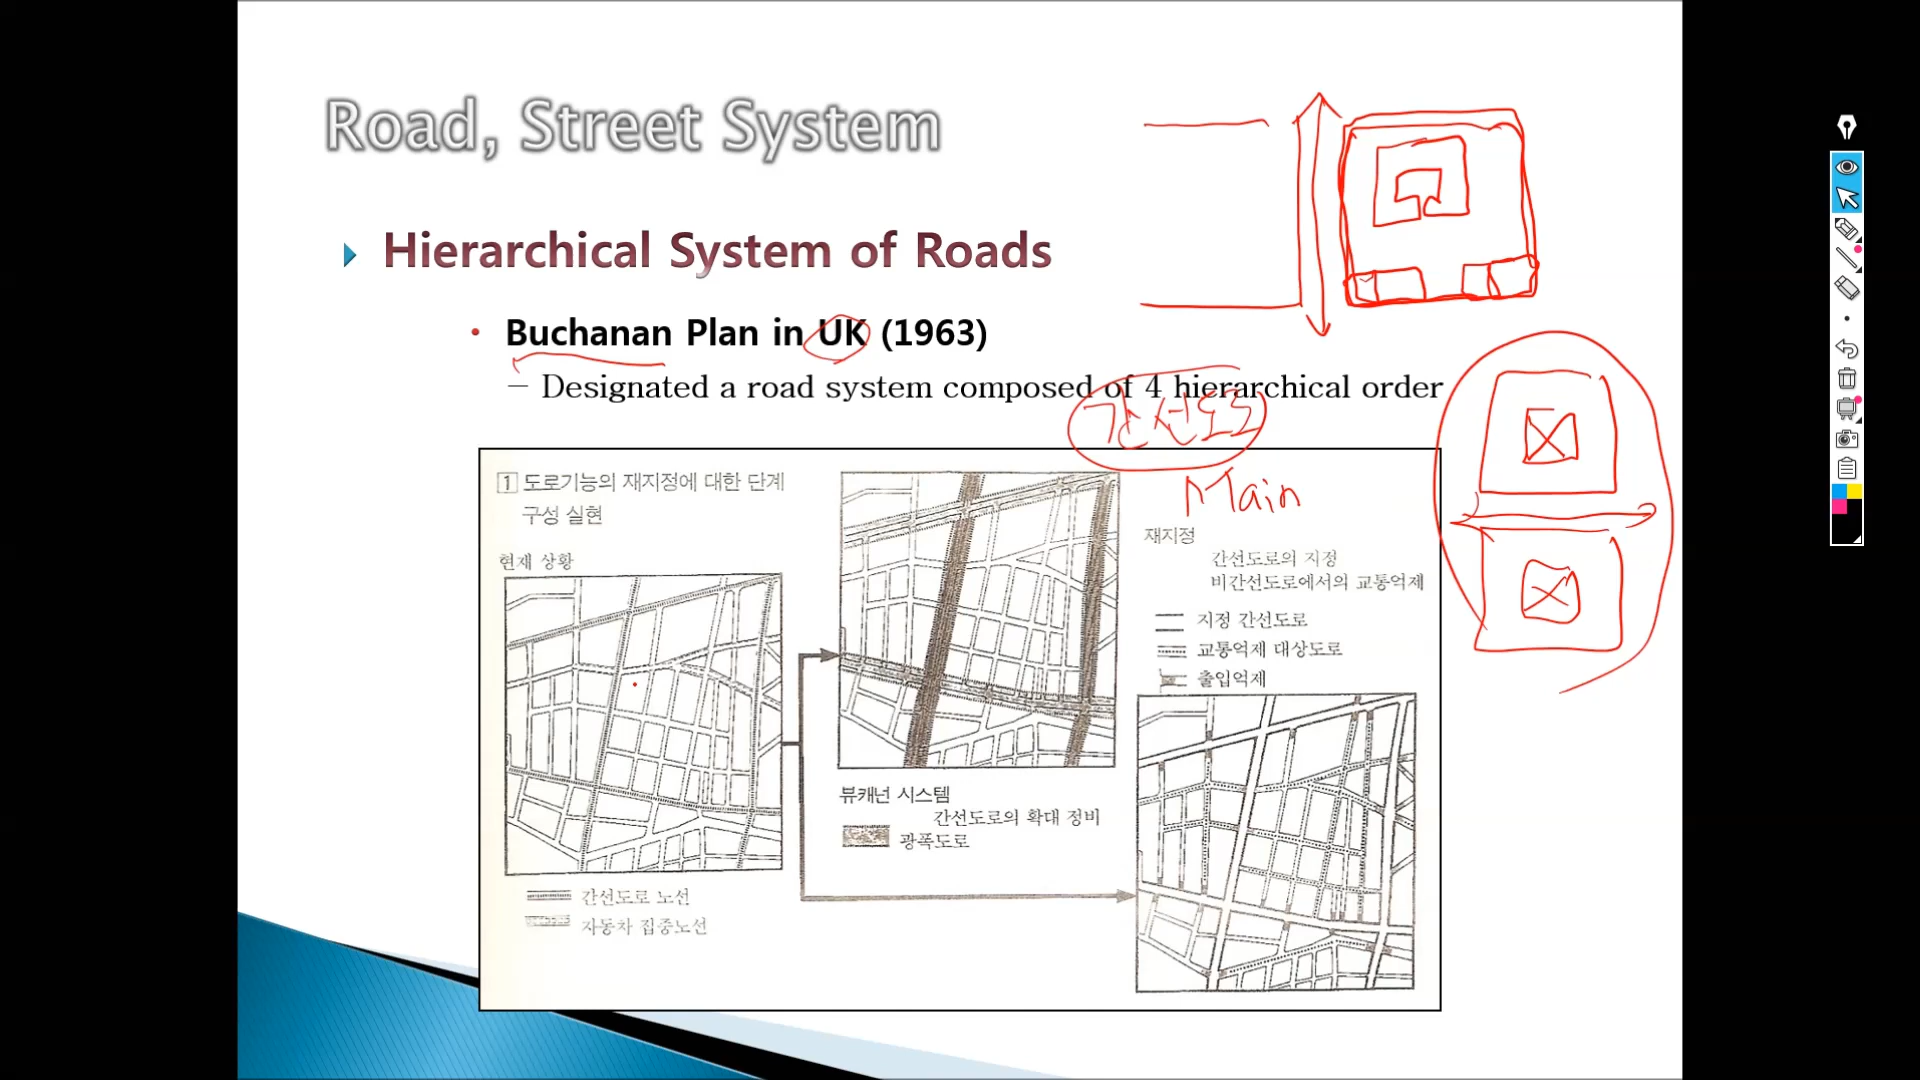 Road, Street System
Hierarchical System of Roads
• Buchanan Plan in UK (1963)
– Designated a road system composed of 4 hierarchical order
간선도로
Main
1 도로기능의 재지정에 대한 단계
구성 실현
현재 상황
간선도로 노선
자동차 집중노선
뷰캐넌 시스템
간선도로의 확대 정비
광폭도로
재지정
간선도로의 지정
비간선도로에서의 교통억제
지정 간선도로
교통억제 대상도로
출입억제